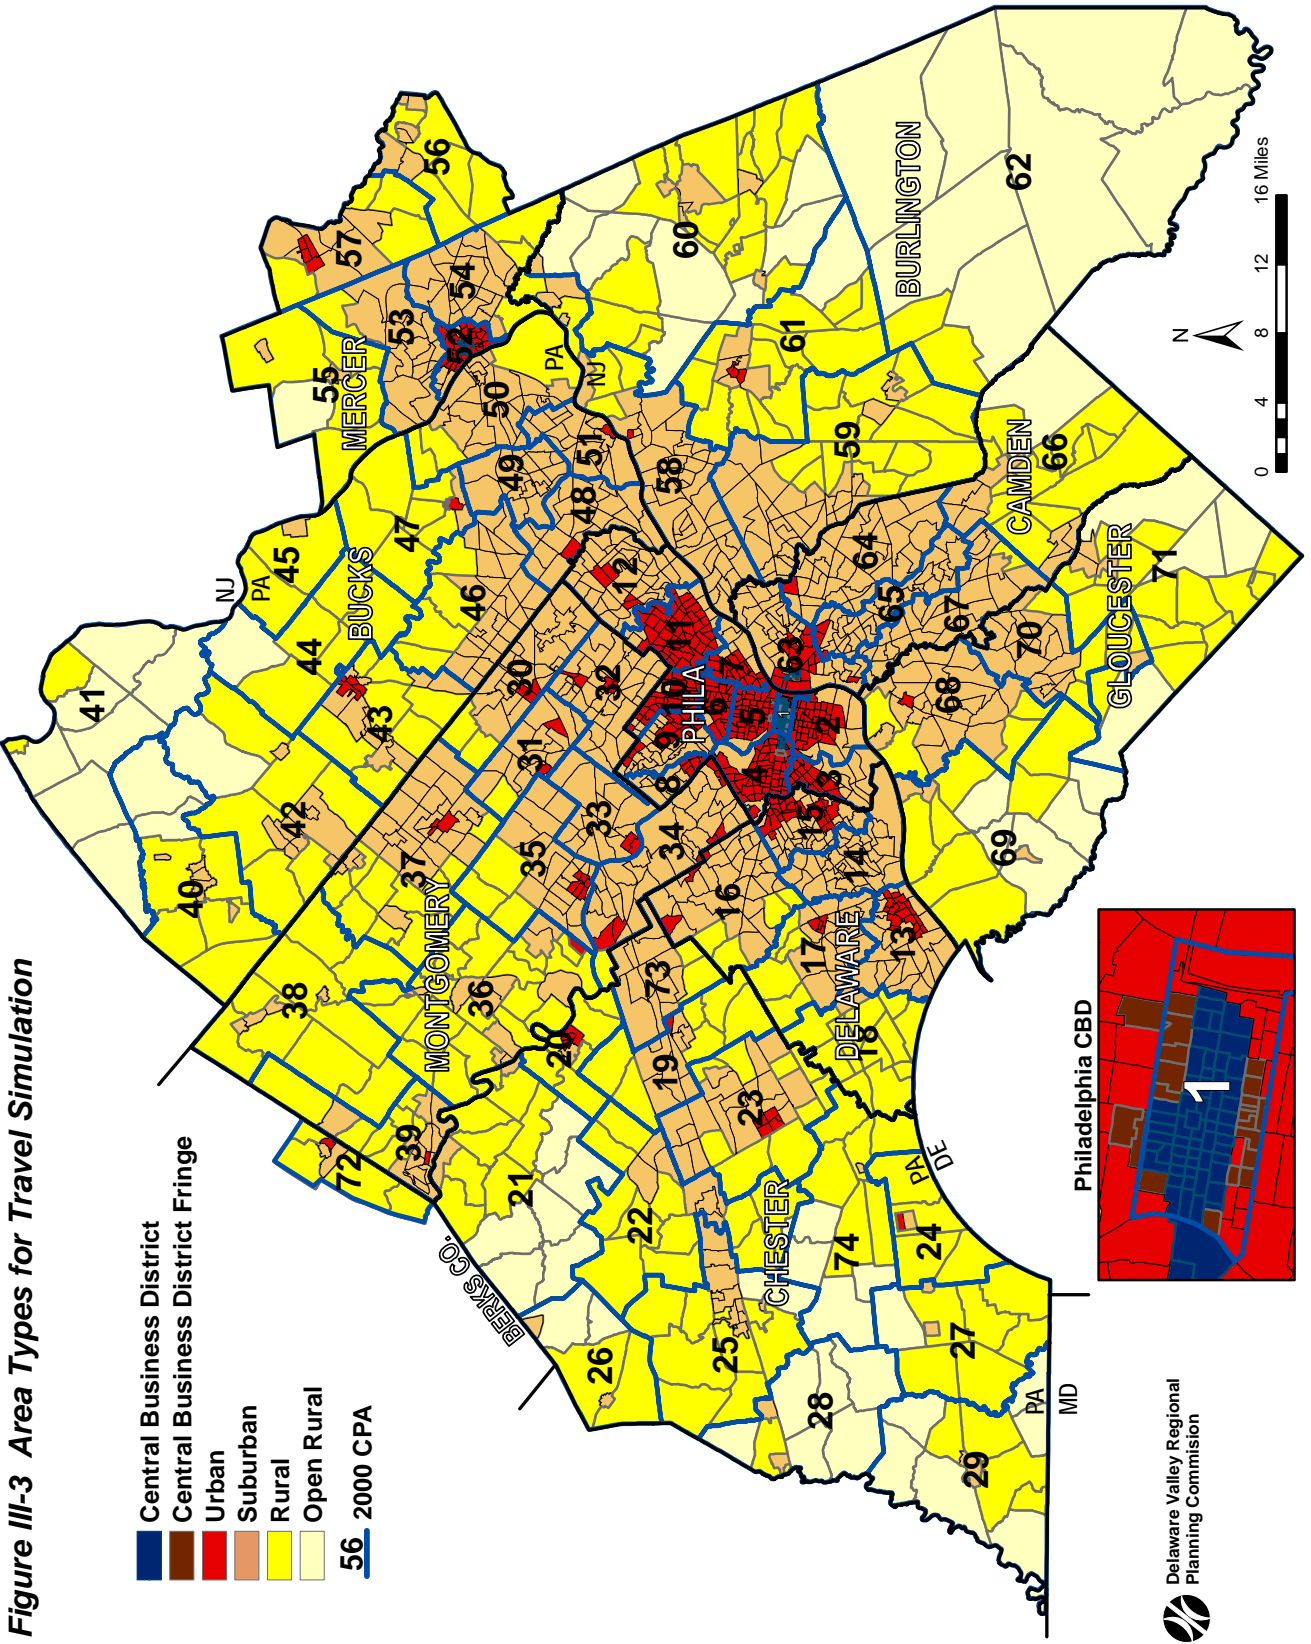 Figure III-3 Area Types for Travel Simulation
Central Business District
Central Business District Fringe
Urban
Suburban
Rural
Open Rural
56 2000 CPA
BERKS CO.
MONTGOMERY
BUCKS
MERCER
CHESTER
DELAWARE
PHILA
BURLINGTON
CAMDEN
GLOUCESTER
NJ
PA
PA
NJ
PA
DE
PA
MD
41
40
42
43
44
45
46
47
48
49
50
51
52
53
54
55
56
57
58
59
60
61
62
63
64
65
66
67
68
69
70
71
72
73
74
38
39
37
36
35
34
33
32
31
30
29
28
27
26
25
24
23
22
21
20
19
18
17
16
15
14
13
12
11
10
9
8
7
6
5
4
3
2
1
N
0 4 8 12 16 Miles
Philadelphia CBD
1
Delaware Valley Regional
Planning Commision